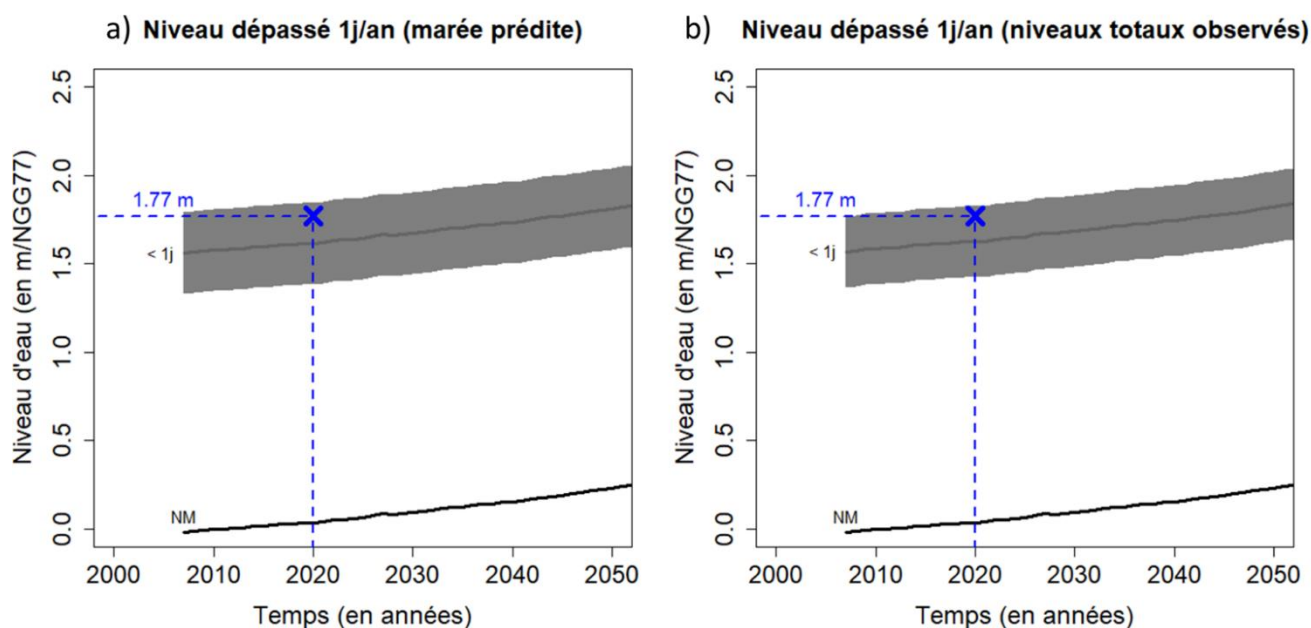 a) Niveau dépassé 1j/an (marée prédite)
Niveau d'eau (en m/NGG77)
2.5
2.0
1.5
1.0
0.5
0.0
1.77 m
< 1j
NM
2000 2010 2020 2030 2040 2050
Temps (en années)
b) Niveau dépassé 1j/an (niveaux totaux observés)
Niveau d'eau (en m/NGG77)
2.5
2.0
1.5
1.0
0.5
0.0
1.77 m
< 1j
NM
2000 2010 2020 2030 2040 2050
Temps (en années)